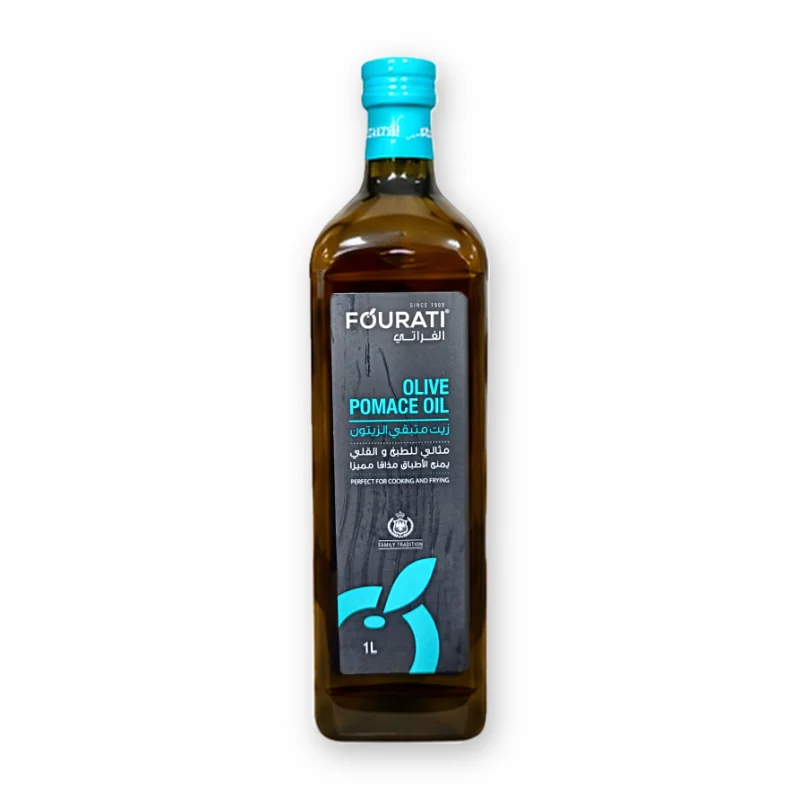 SINCE 1909
FOURATI®
الفراتي
OLIVE
POMACE OIL
زيت متبقي الزيتون
مثالي للطبخ و القلي
يمنح الأطباق مذاقا مميزا
PERFECT FOR COOKING AND FRYING
FAMILY TRADITION
1L